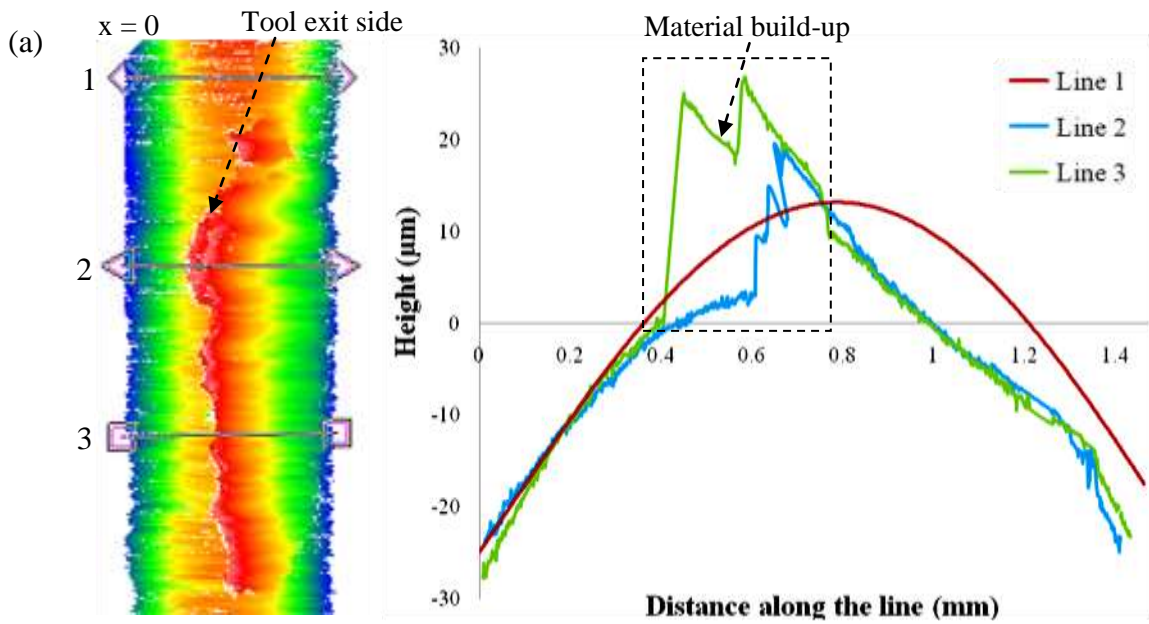 (a)
x = 0
Tool exit side
1
2
3
Material build-up
Line 1
Line 2
Line 3
Height (µm)
30
20
10
0
-10
-20
-30
0
0.2
0.4
0.6
0.8
1
1.2
1.4
Distance along the line (mm)